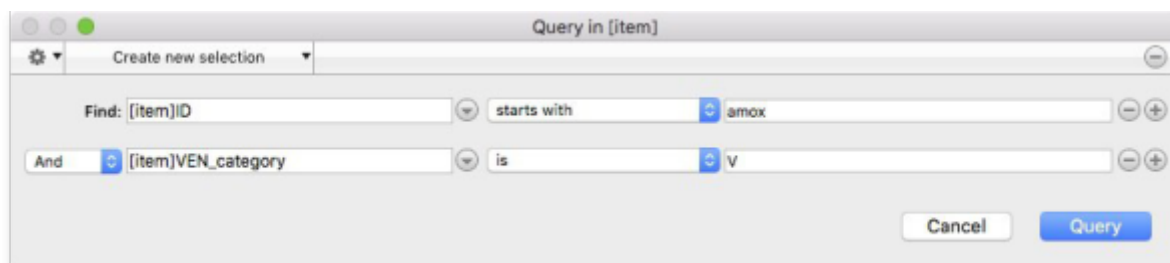 Query in [item]
Create new selection
Find: [item]ID starts with amox
And [item]VEN_category is V
Cancel Query